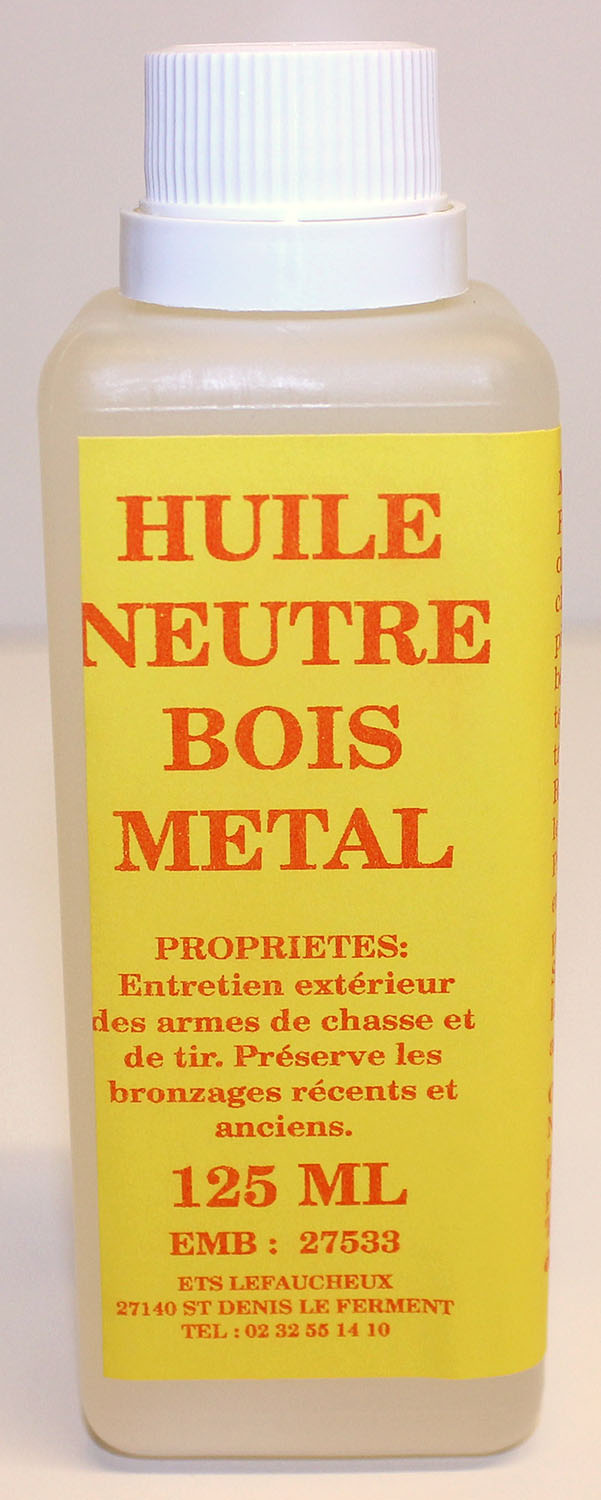 HUILE
NEUTRE
BOIS
METAL
PROPRIETES:
Entretien extérieur
des armes de chasse et
de tir. Préserve les
bronzages récents et
anciens.
125 ML
EMB : 27533
ETS LEFAUCHEUX
27140 ST DENIS LE FERMENT
TEL : 02 32 55 14 10